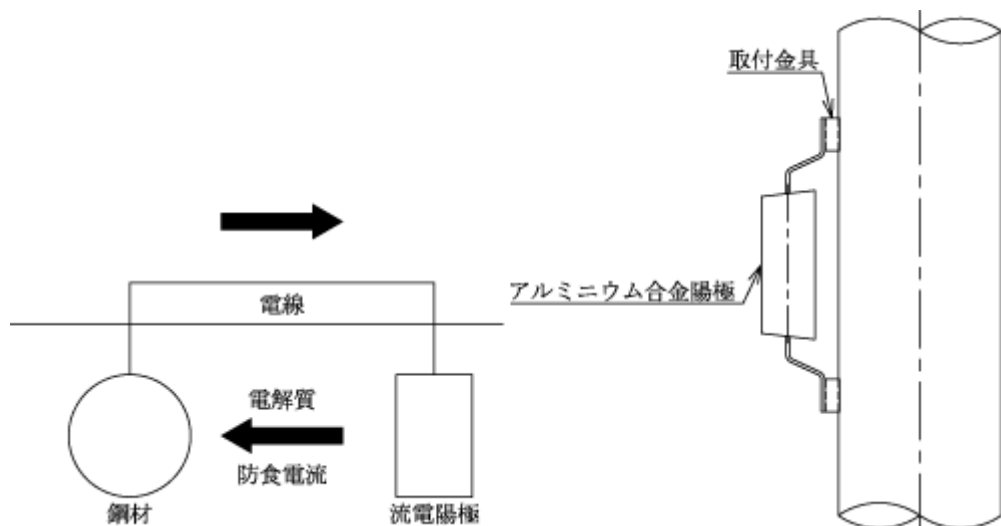 電線
電解質
防食電流
鋼材
流電陽極
取付金具
アルミニウム合金陽極